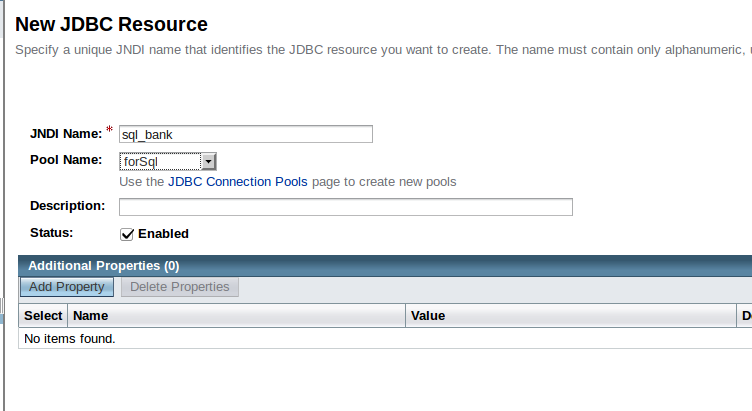 New JDBC Resource
Specify a unique JNDI name that identifies the JDBC resource you want to create. The name must contain only alphanumeric,
JNDI Name: * sql_bank
Pool Name: forSql
Use the JDBC Connection Pools page to create new pools
Description:
Status: Enabled
Additional Properties (0)
Add Property Delete Properties
Select Name Value
No items found.